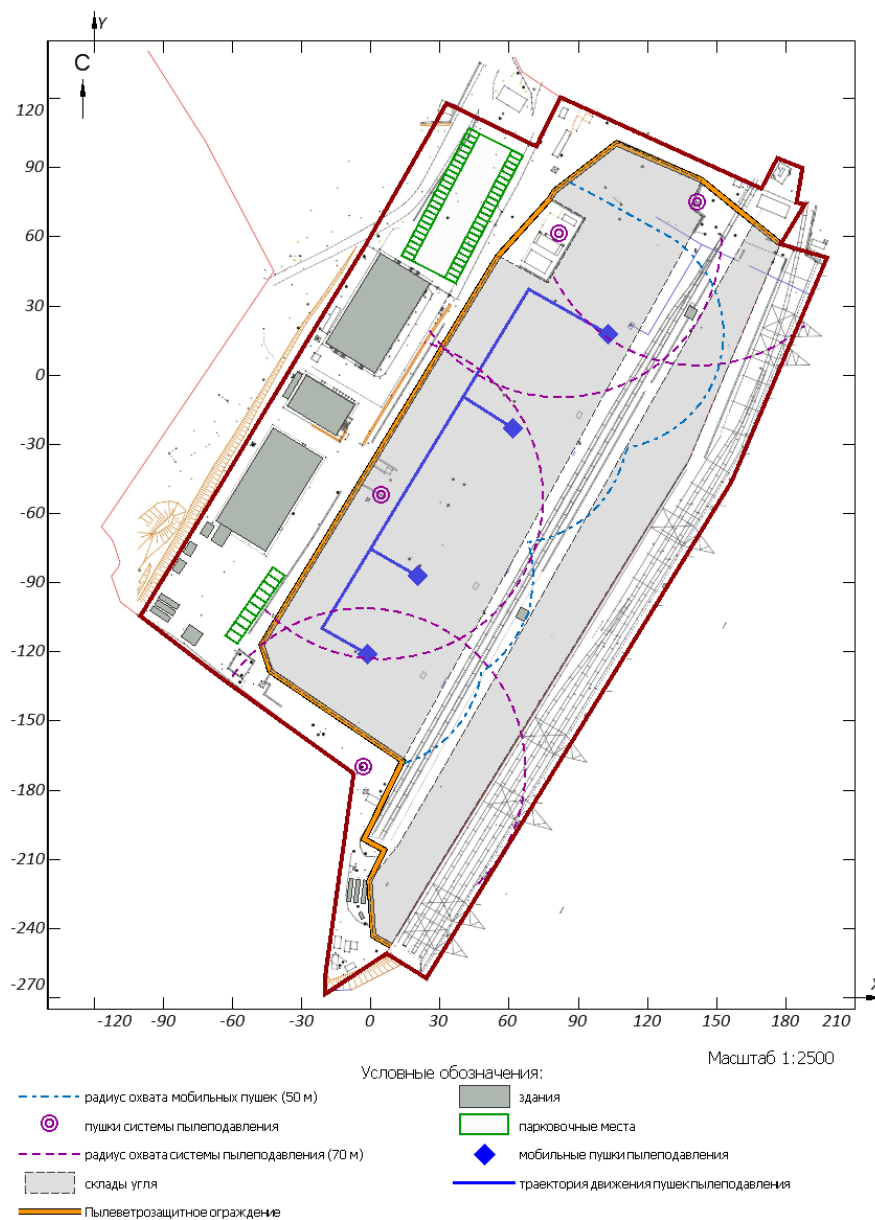 Y
С
120
90
60
30
0
-30
-60
-90
-120
-150
-180
-210
-240
-270
X
-120 -90 -60 -30 0 30 60 90 120 150 180 210
Масштаб 1:2500
Условные обозначения:
радиус охвата мобильных пушек (50 м)
здания
пушки системы пылеподавления
парковочные места
радиус охвата системы пылеподавления (70 м)
мобильные пушки пылеподавления
склады угля
траектория движения пушек пылеподавления
Пылеветрозащитное ограждение